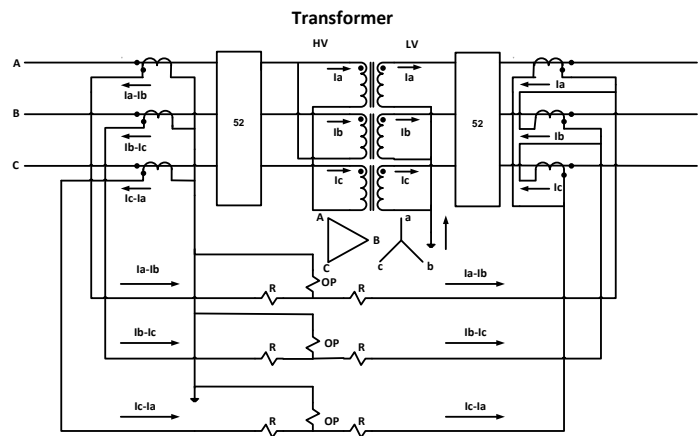 Transformer
HV LV
A Ia Ia Ia
Ia-Ib
B Ib Ib Ib
52 52
Ib-Ic
C Ic Ic Ic
Ic-Ia
A a
B
C c b
Ia-Ib OP Ia-Ib
R R
Ib-Ic OP Ib-Ic
R R
Ic-Ia OP Ic-Ia
R R